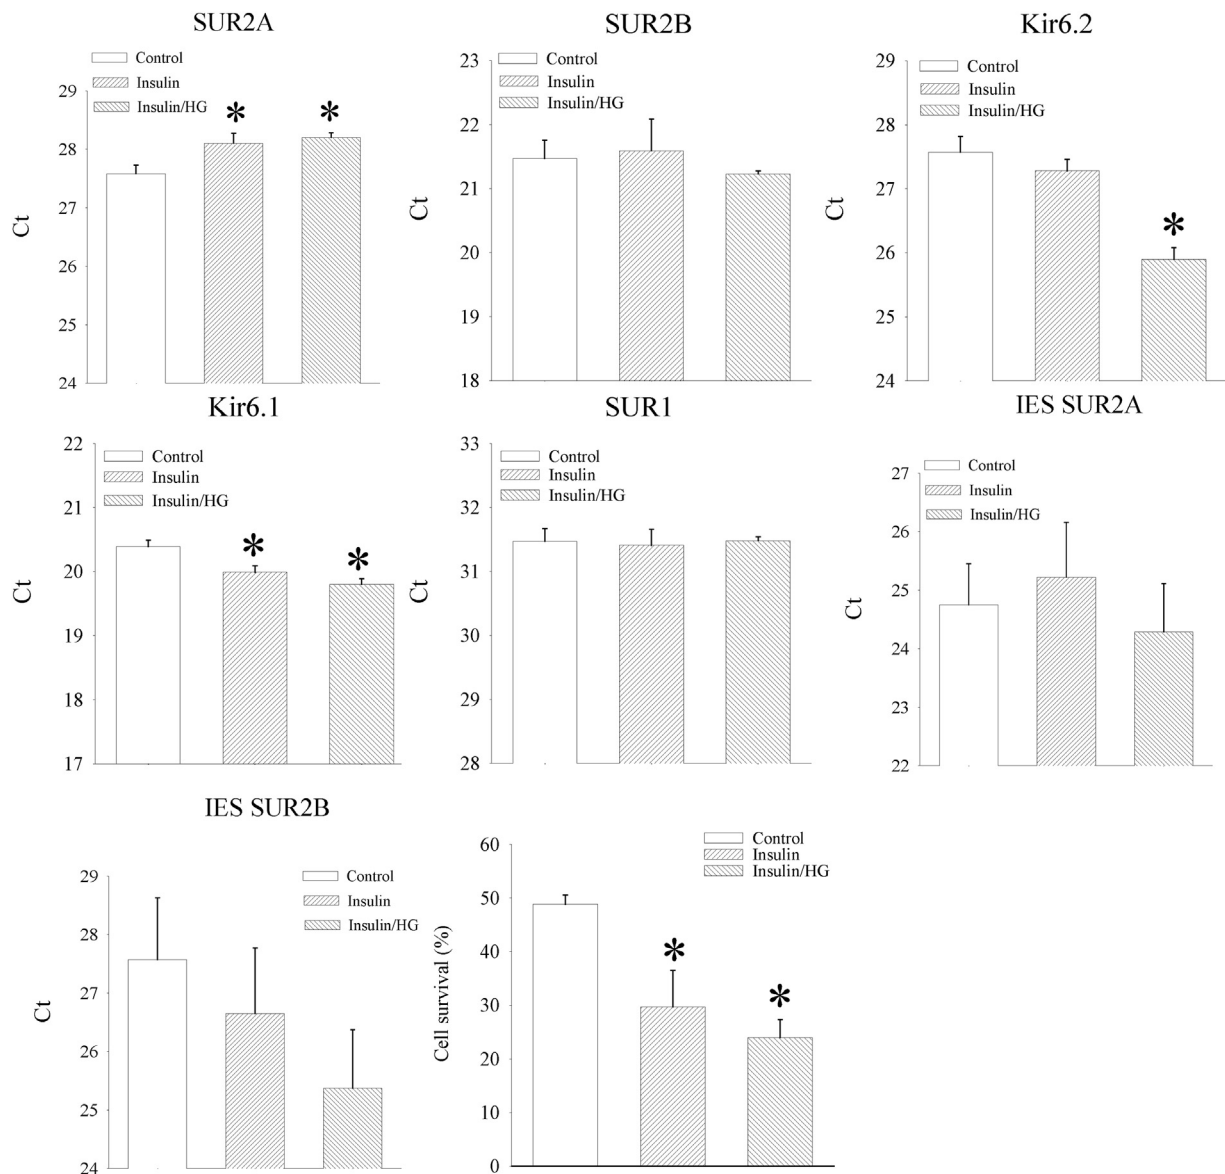 SUR2A
Control
Insulin
Insulin/HG
29
28
27
26
25
24
Ct
*
*
SUR2B
Control
Insulin
Insulin/HG
23
22
21
20
19
18
Ct
Kir6.2
Control
Insulin
Insulin/HG
29
28
27
26
25
24
Ct
*
Kir6.1
Control
Insulin
Insulin/HG
22
21
20
19
18
17
Ct
*
*
SUR1
Control
Insulin
Insulin/HG
33
32
31
30
29
28
Ct
IES SUR2A
Control
Insulin
Insulin/HG
27
26
25
24
23
22
Ct
IES SUR2B
Control
Insulin
Insulin/HG
29
28
27
26
25
24
Ct
Control
Insulin
Insulin/HG
60
50
40
30
20
10
0
Cell survival (%)
*
*